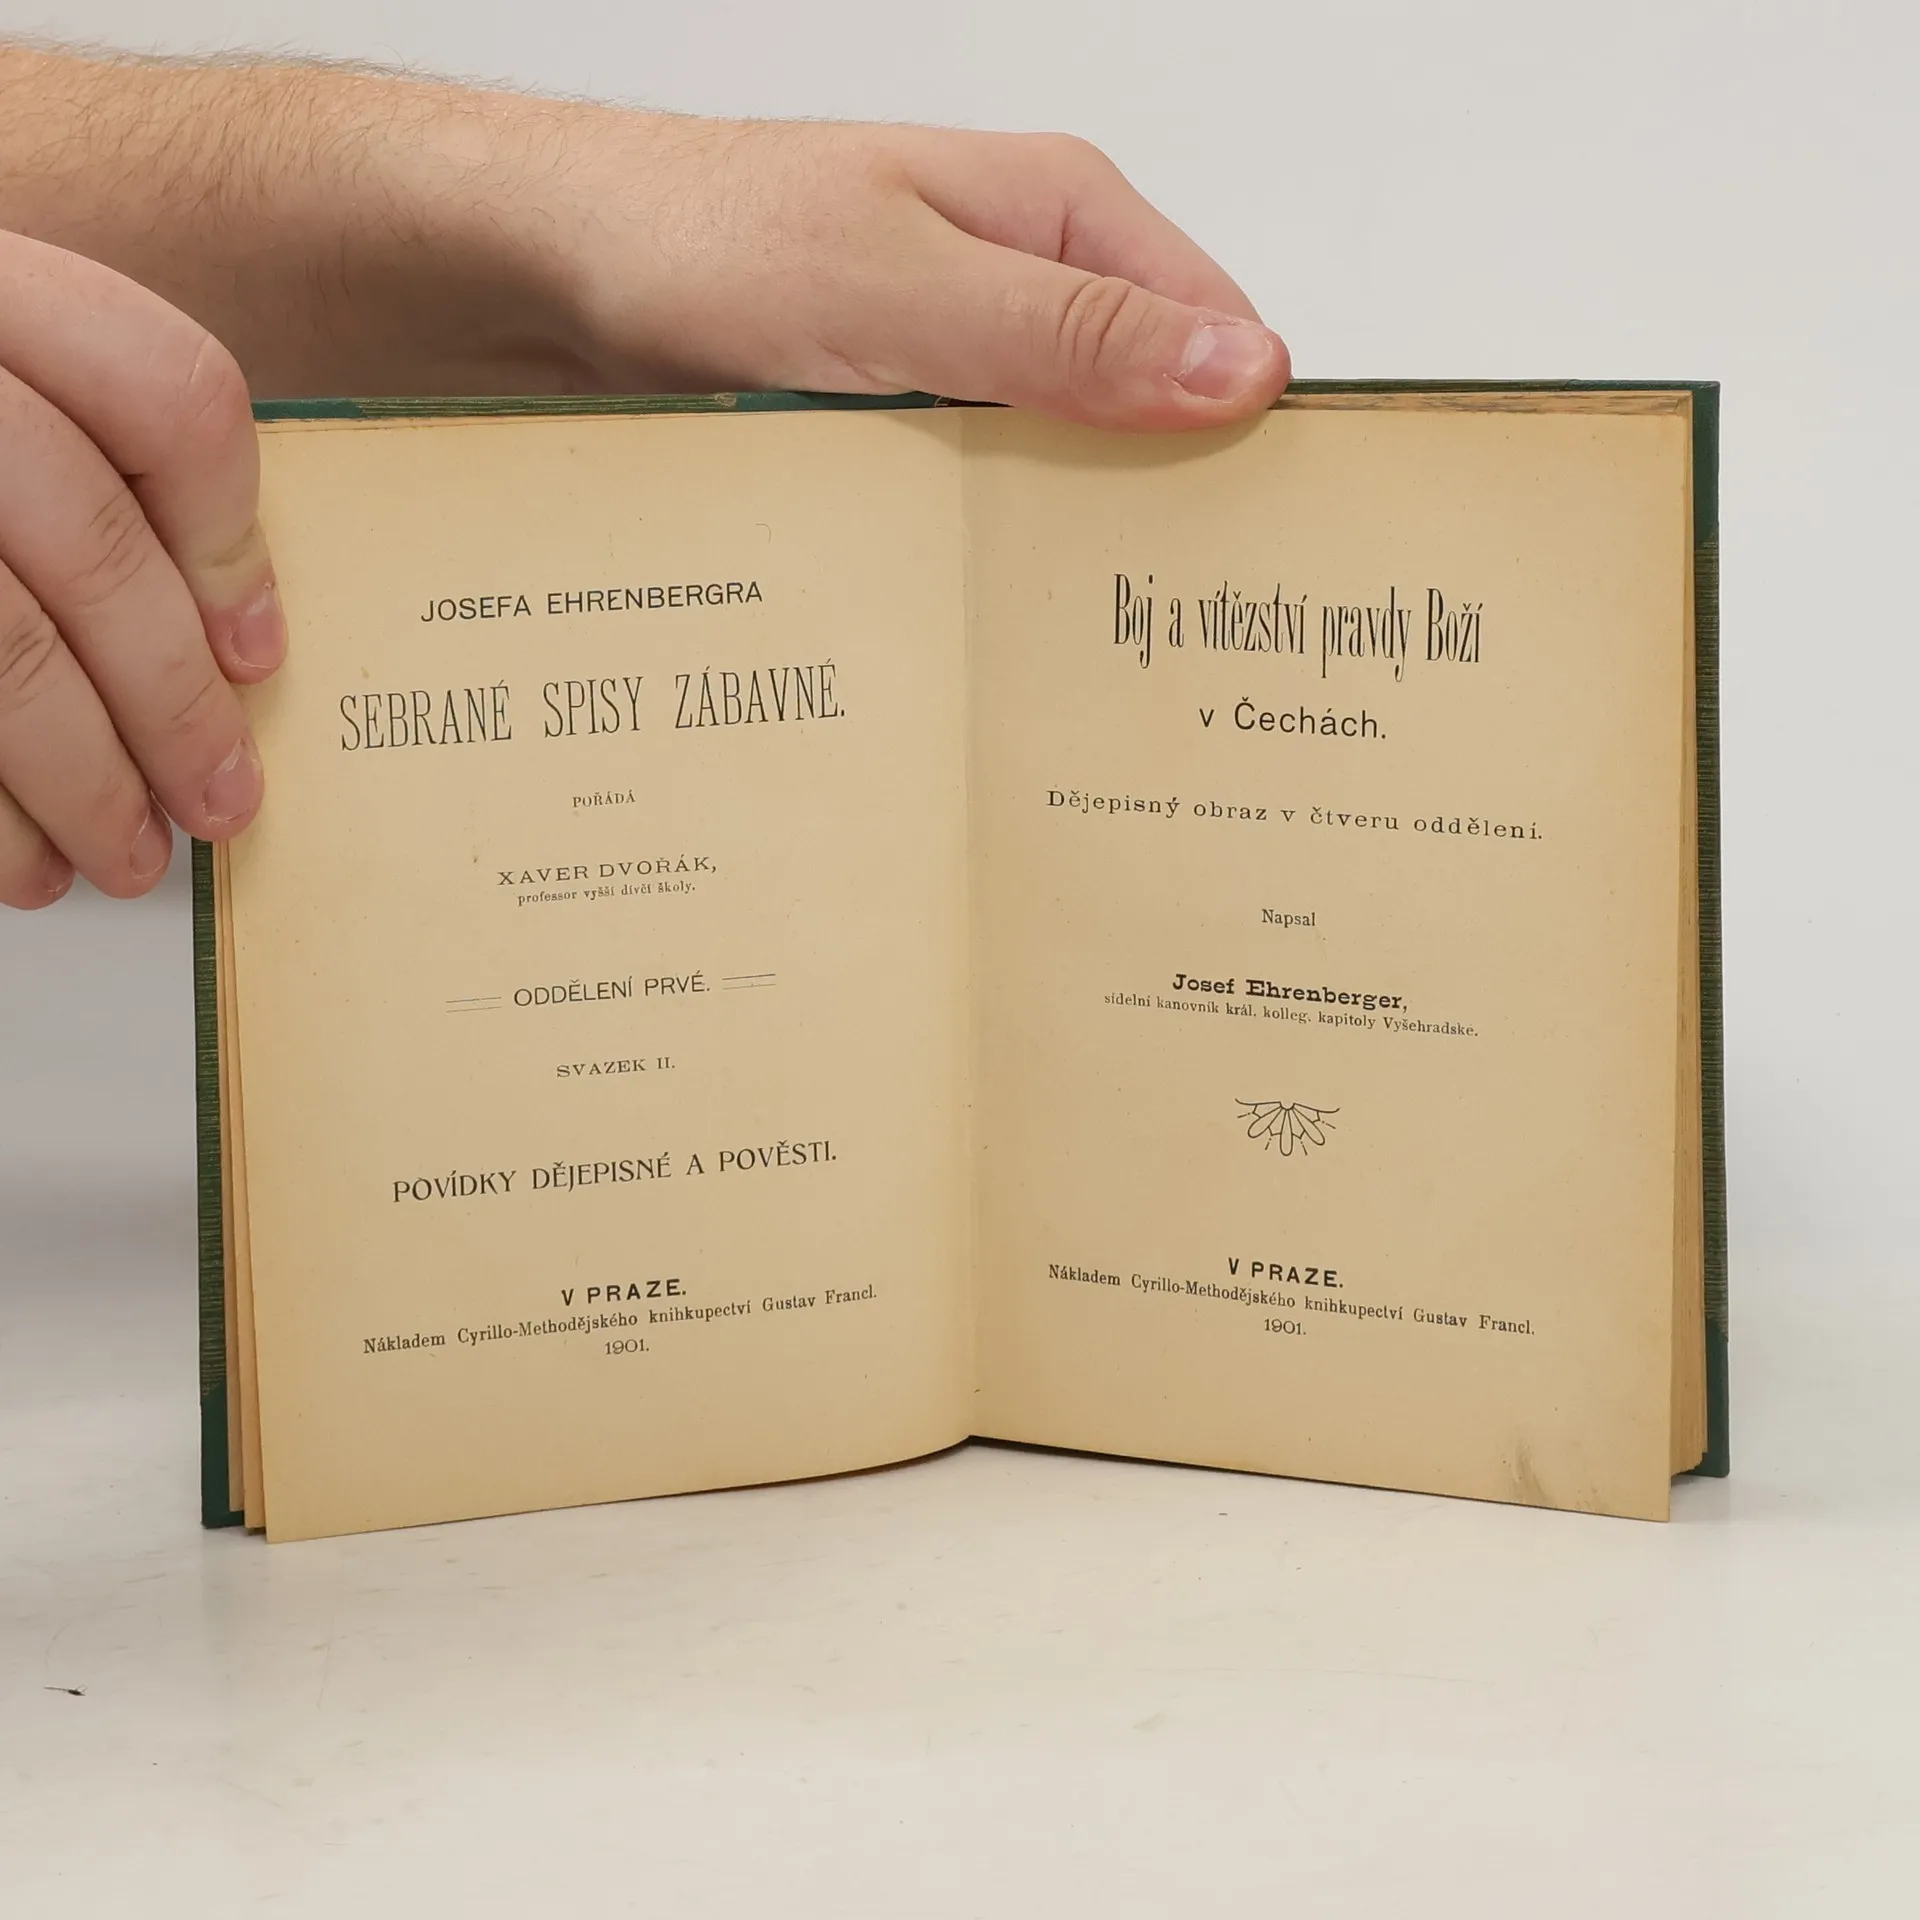 JOSEFA EHRENBERGRA
SEBRANÉ SPISY ZÁBAVNÉ.
POŘÁDÁ
XAVER DVOŘÁK,
professor vyšší dívčí školy.
ODDĚLENÍ PRVÉ.
SVAZEK II.
POVÍDKY DĚJEPISNÉ A POVĚSTI.
V PRAZE.
Nákladem Cyrillo-Methodějského knihkupectví Gustav Francl.
1901.
Boj a vítězství pravdy Boží
v Čechách.
Dějepisný obraz v čtveru oddělení.
Napsal
Josef Ehrenberger,
sídelní kanovník král. kolleg. kapitoly Vyšehradské.
V PRAZE.
Nákladem Cyrillo-Methodějského knihkupectví Gustav Francl.
1901.